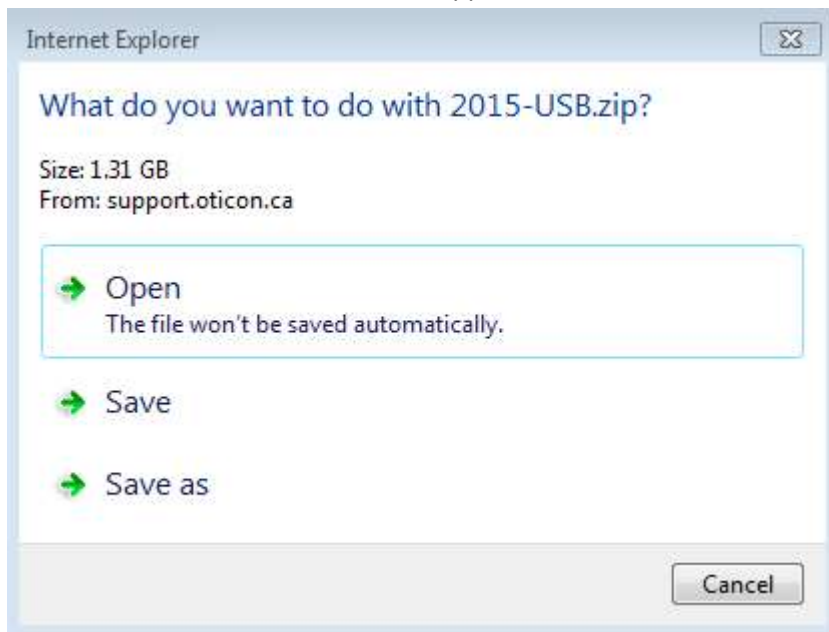 Internet Explorer
What do you want to do with 2015-USB.zip?
Size: 1.31 GB
From: support.oticon.ca
Open
The file won't be saved automatically.
Save
Save as
Cancel